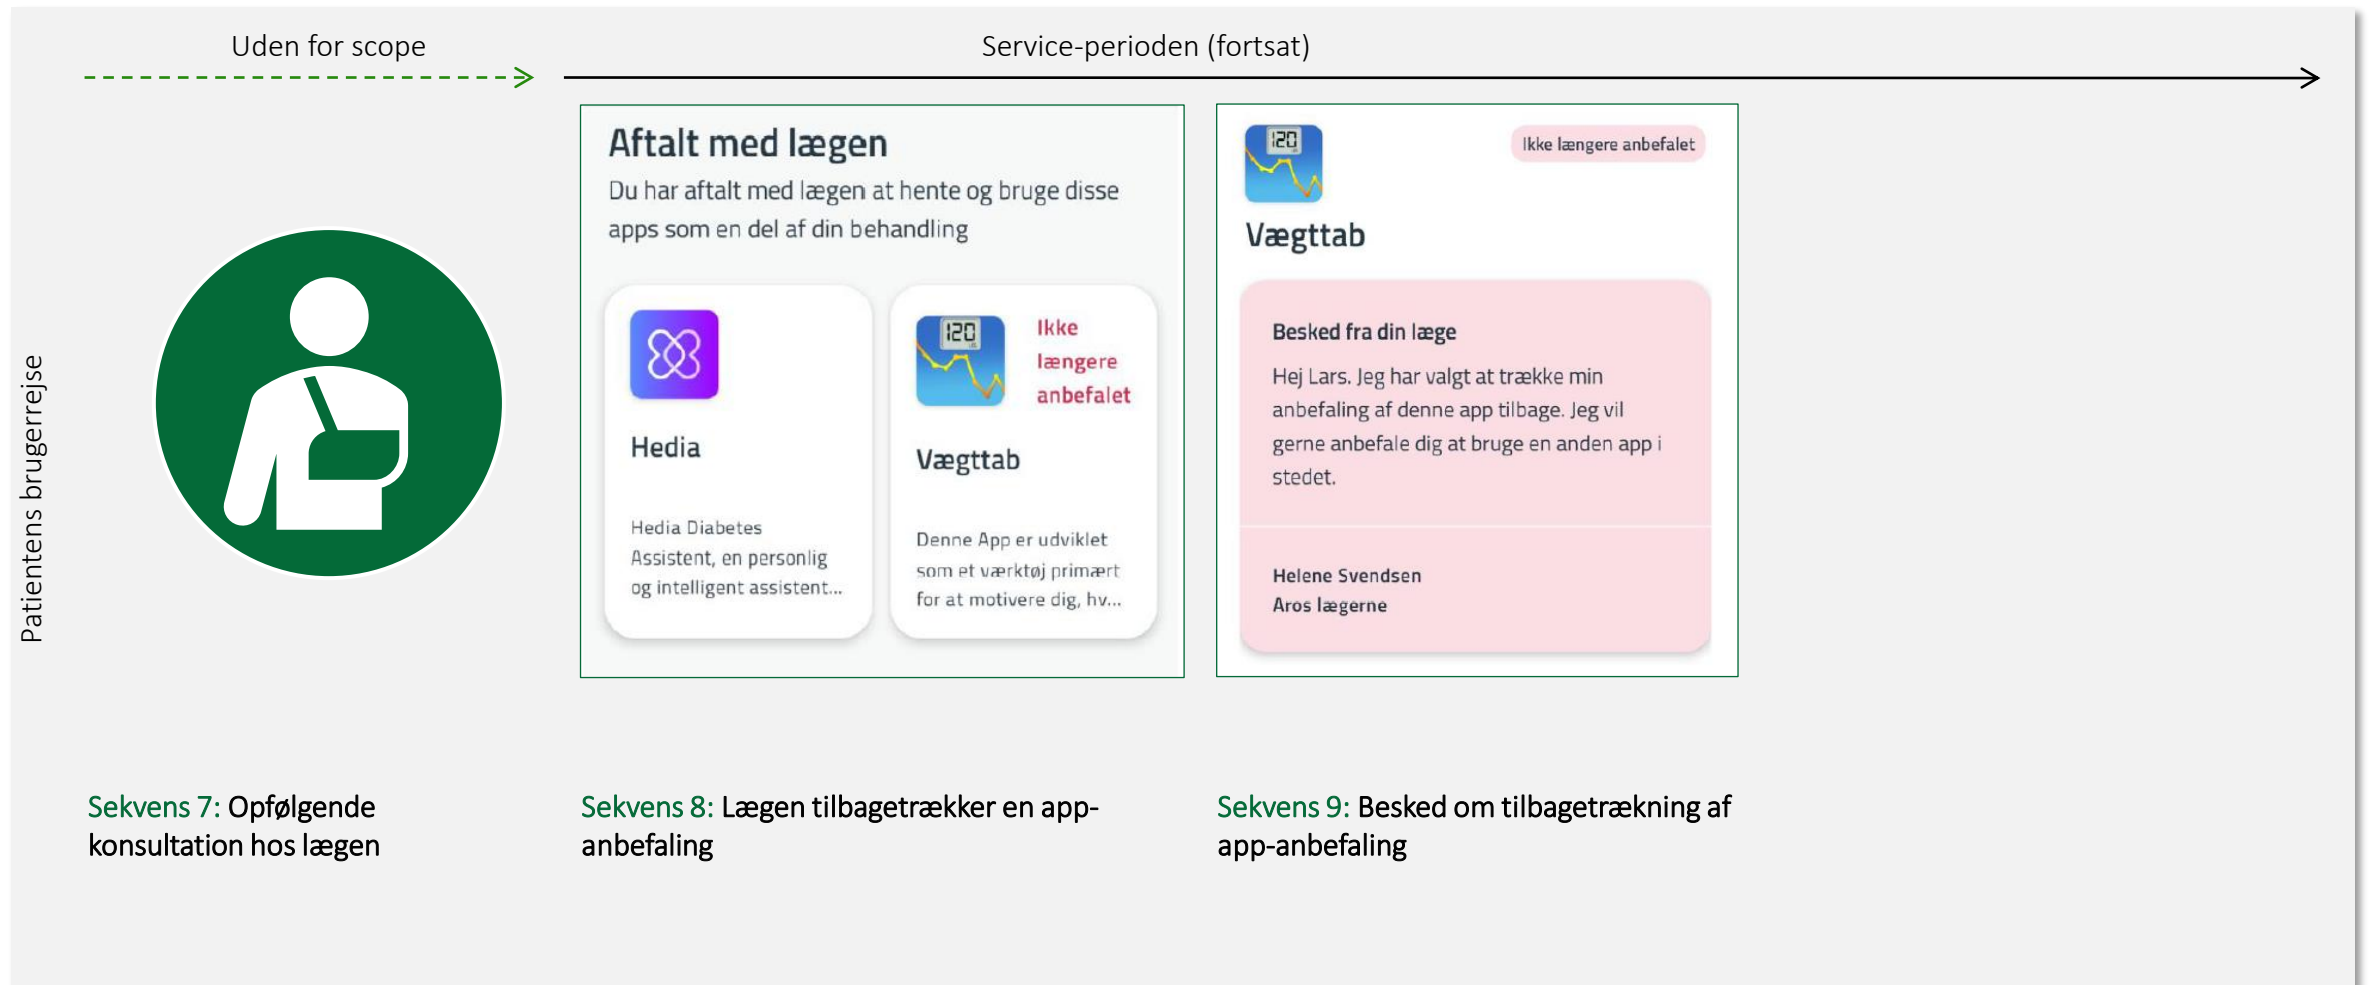 Uden for scope
Service-perioden (fortsat)
Patientens brugerrejse
Aftalt med lægen
Du har aftalt med lægen at hente og bruge disse
apps som en del af din behandling
Hedia
Hedia Diabetes
Assistent, en personlig
og intelligent assistent...
120
Ikke
længere
anbefalet
Vægttab
Denne App er udviklet
som et værktøj primært
for at motivere dig, hv...
120
Ikke længere anbefalet
Vægttab
Besked fra din læge
Hej Lars. Jeg har valgt at trække min
anbefaling af denne app tilbage. Jeg vil
gerne anbefale dig at bruge en anden app i
stedet.
Helene Svendsen
Aros lægerne
Sekvens 7: Opfølgende
konsultation hos lægen
Sekvens 8: Lægen tilbagetrækker en app-
anbefaling
Sekvens 9: Besked om tilbagetrækning af
app-anbefaling